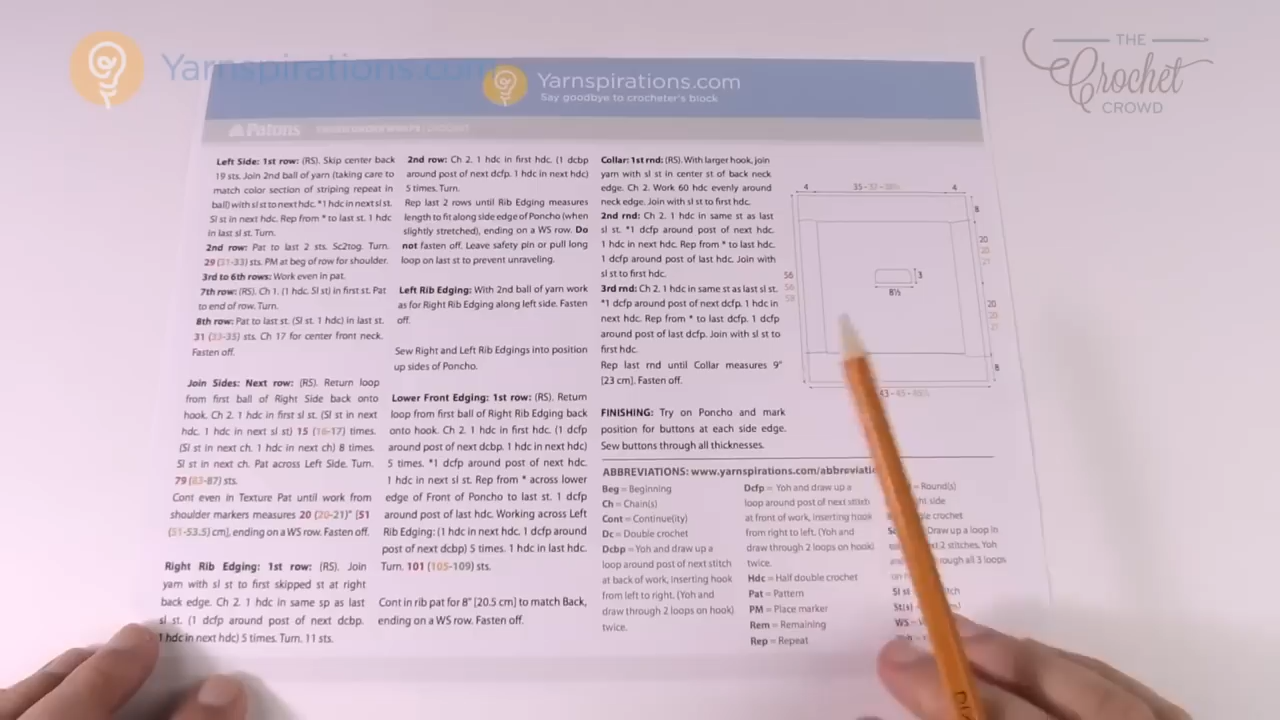 Yarnspirations.com
THE
Crochet
CROWD
Yarnspirations.com
Say goodbye to crocheter's block
Patons
Left Side: 1st row: (RS). Skip center back
19 sts. Join 2nd ball of yarn (taking care to
match color section of striping repeat in
ball) with sl st to next hdc. *1 hdc in next sl st.
Sl st in next hdc. Rep from * to last st. 1 hdc
in last sl st. Turn.
2nd row: Pat to last 2 sts. Sc2tog. Turn.
29 (31-33) sts. PM at beg of row for shoulder.
3rd to 6th rows: Work even in pat.
7th row: (RS). Ch 1. (1 hdc. Sl st) in first st. Pat
to end of row. Turn.
8th row: Pat to last st. (Sl st. 1 hdc) in last st.
31 (33-35) sts. Ch 17 for center front neck.
Fasten off.
Join Sides: Next row: (RS). Return loop
from first ball of Right Side back onto
hook. Ch 2. 1 hdc in first sl st. (Sl st in next
hdc. 1 hdc in next sl st) 15 (16-17) times.
(Sl st in next ch. 1 hdc in next ch) 8 times.
Sl st in next ch. Pat across Left Side. Turn.
79 (83-87) sts.
Cont even in Texture Pat until work from
shoulder markers measures 20 (20-21)" [51
(51-53.5) cm], ending on a WS row. Fasten off.
Right Rib Edging: 1st row: (RS). Join
yarn with sl st to first skipped st at right
back edge. Ch 2. 1 hdc in same sp as last
sl st. (1 dcfp around post of next dcbp.
1 hdc in next hdc) 5 times. Turn. 11 sts.
2nd row: Ch 2. 1 hdc in first hdc. (1 dcbp
around post of next dcfp. 1 hdc in next hdc)
5 times. Turn.
Rep last 2 rows until Rib Edging measures
length to fit along side edge of Poncho (when
slightly stretched), ending on a WS row. Do
not fasten off. Leave safety pin or pull long
loop on last st to prevent unraveling.
Left Rib Edging: With 2nd ball of yarn work
as for Right Rib Edging along left side. Fasten
off.
Sew Right and Left Rib Edgings into position
up sides of Poncho.
Lower Front Edging: 1st row: (RS). Return
loop from first ball of Right Rib Edging back
onto hook. Ch 2. 1 hdc in first hdc. (1 dcfp
around post of next dcbp. 1 hdc in next hdc)
5 times. *1 dcfp around post of next hdc.
1 hdc in next sl st. Rep from * across lower
edge of Front of Poncho to last st. 1 dcfp
around post of last hdc. Working across Left
Rib Edging: (1 hdc in next hdc. 1 dcfp around
post of next dcbp) 5 times. 1 hdc in last hdc.
Turn. 101 (105-109) sts.
Cont in rib pat for 8" [20.5 cm] to match Back,
ending on a WS row. Fasten off.
Collar: 1st rnd: (RS). With larger hook, join
yarn with sl st in center st of back neck
edge. Ch 2. Work 60 hdc evenly around
neck edge. Join with sl st to first hdc.
2nd rnd: Ch 2. 1 hdc in same st as last
sl st. *1 dcfp around post of next hdc.
1 hdc in next hdc. Rep from * to last hdc.
1 dcfp around post of last hdc. Join with
sl st to first hdc.
3rd rnd: Ch 2. 1 hdc in same st as last sl st.
*1 dcfp around post of next dcfp. 1 hdc in
next hdc. Rep from * to last dcfp. 1 dcfp
around post of last dcfp. Join with sl st to
first hdc.
Rep last rnd until Collar measures 9"
[23 cm]. Fasten off.
FINISHING: Try on Poncho and mark
position for buttons at each side edge.
Sew buttons through all thicknesses.
4
4
8
20
3
8½
56
56
58
20
8
ABBREVIATIONS: www.yarnspirations.com/abbreviatio
Beg = Beginning
Ch = Chain(s)
Cont = Continue(ity)
Dc = Double crochet
Dcbp = Yoh and draw up a
loop around post of next stitch
at back of work, inserting hook
from left to right. (Yoh and
draw through 2 loops on hook)
twice.
Dcfp = Yoh and draw up a
loop around post of next stitch
at front of work, inserting hook
from right to left. (Yoh and
draw through 2 loops on hook)
twice.
Hdc = Half double crochet
Pat = Pattern
PM = Place marker
Rem = Remaining
Rep = Repeat
= Round(s)
crochet
Draw up a loop in
2 stitches. Yoh
all 3 loops
Sl st
St(s)
WS